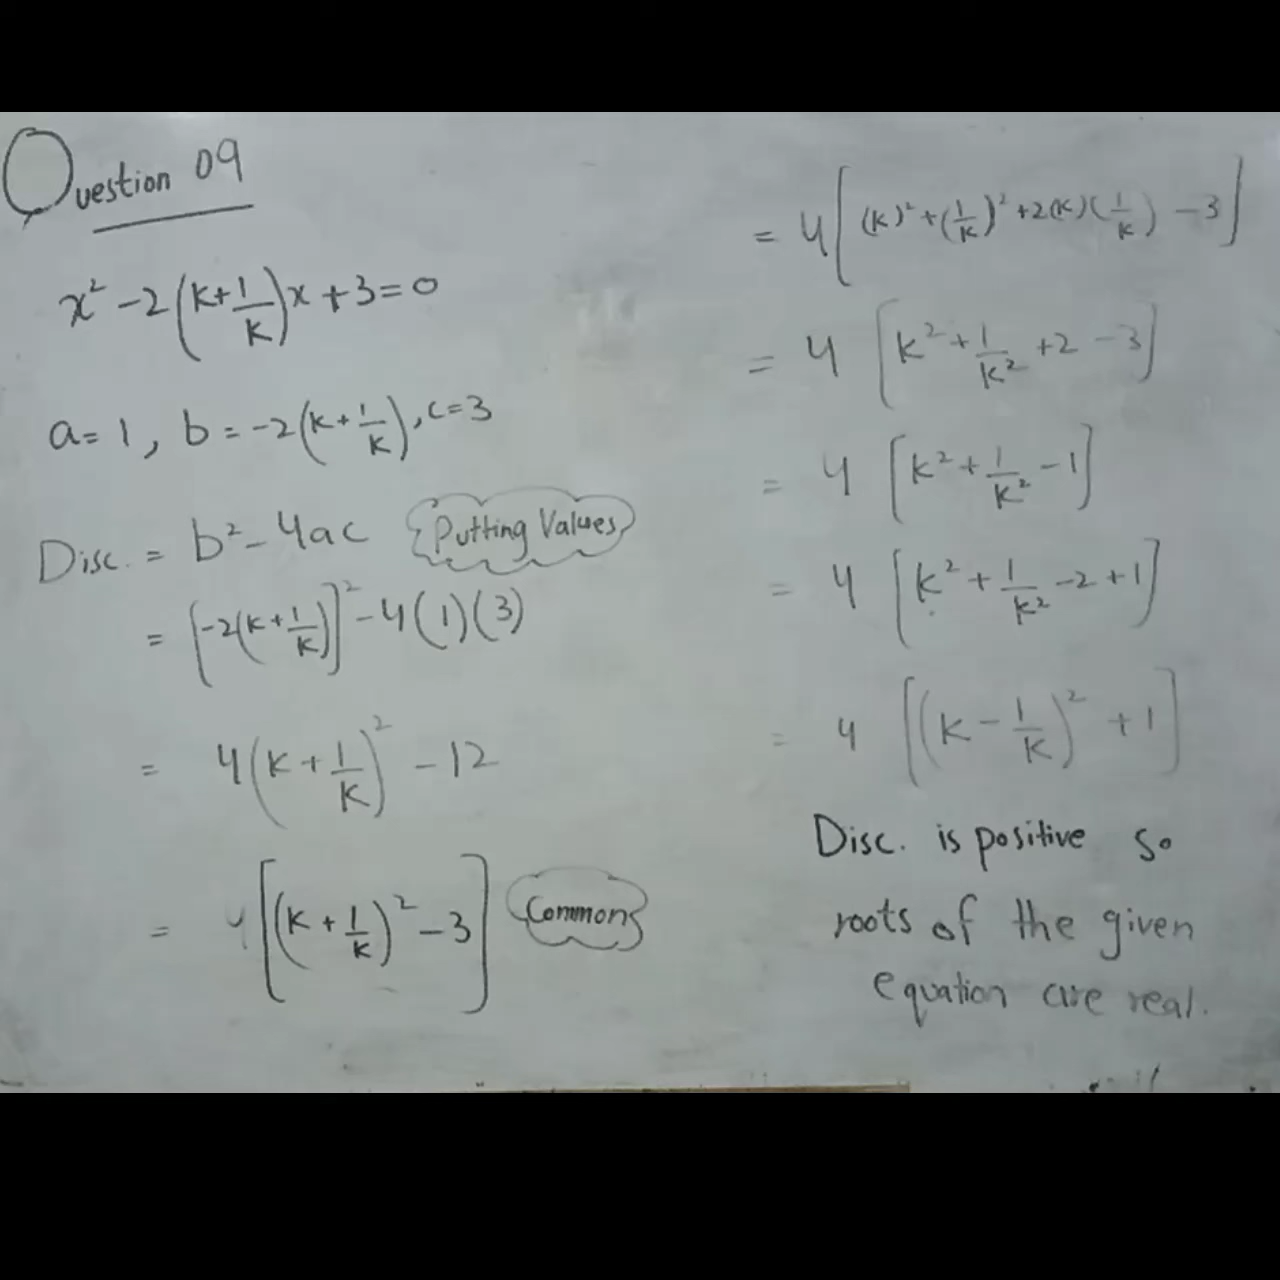 Question 09
x² - 2(k+1/k)x + 3 = 0
a = 1, b = -2(k+1/k), c = 3
Disc. = b² - 4ac Putting Values
= [-2(k+1/k)]² - 4(1)(3)
= 4(k+1/k)² - 12
= 4[(k+1/k)² - 3] Commons
= 4[(k)² + (1/k)² + 2(k)(1/k) - 3]
= 4[k² + 1/k² + 2 - 3]
= 4[k² + 1/k² - 1]
= 4[k² + 1/k² - 2 + 1]
= 4[(k - 1/k)² + 1]
Disc. is positive so
roots of the given
equation are real.